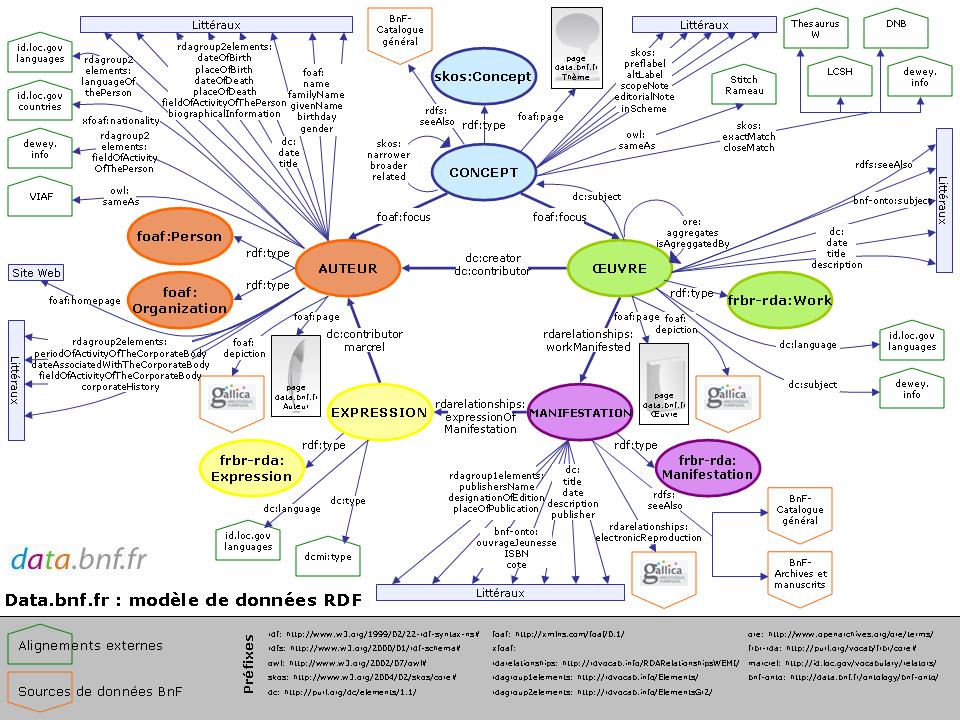 Littéraux
BnF-
Catalogue
général
page
data.bnf.fr
Thème
Littéraux
Thesaurus
W
DNB
id.loc.gov
languages
rdagroup2
elements:
languageOf
thePerson
rdagroup2elements:
dateOfBirth
placeOfBirth
dateOfDeath
placeOfDeath
fieldOfActivityOfThePerson
biographicalInformation
foaf:
name
familyName
givenName
birthday
gender
skos:Concept
skos:
preflabel
altLabel
scopeNote
editorialNote
inScheme
Stitch
Rameau
LCSH
dewey.
info
id.loc.gov
countries
xfoaf:nationality
rdfs:
seeAlso
rdf:type
foaf:page
dewey.
info
rdagroup2
elements:
fieldOfActivity
OfThePerson
dc:
date
title
skos:
narrower
broader
related
owl:
sameAs
skos:
exactMatch
closeMatch
CONCEPT
rdfs:seeAlso
Littéraux
VIAF
owl:
sameAs
foaf:focus
foaf:focus
dc:subject
bnf-onto:subject
foaf:Person
rdf:type
ore:
aggregates
isAgreggatedBy
dc:
date
title
description
AUTEUR
dc:creator
dc:contributor
ŒUVRE
Site Web
foaf:homepage
foaf:
Organization
rdf:type
rdf:type
frbr-rda:Work
foaf:page
foaf:page
foaf:
depiction
Littéraux
rdagroup2elements:
periodOfActivityOfTheCorporateBody
dateAssociatedWithTheCorporateBody
fieldOfActivityOfTheCorporateBody
corporateHistory
foaf:
depiction
dc:contributor
marcrel
rdarelationships:
workManifested
dc:language
id.loc.gov
languages
gallica
BIBLIOTHÈQUE
NUMÉRIQUE
page
data.bnf.fr
Auteur
page
data.bnf.fr
Œuvre
gallica
BIBLIOTHÈQUE
NUMÉRIQUE
dc:subject
dewey.
info
EXPRESSION
rdarelationships:
expressionOf
Manifestation
MANIFESTATION
rdf:type
rdf:type
frbr-rda:
Expression
frbr-rda:
Manifestation
dc:language
dc:type
rdagroup1elements:
publishersName
designationOfEdition
placeOfPublication
dc:
title
date
description
publisher
rdfs:
seeAlso
BnF-
Catalogue
général
id.loc.gov
languages
dcmi:type
bnf-onto:
ouvrageJeunesse
ISBN
cote
rdarelationships:
electronicReproduction
gallica
BIBLIOTHÈQUE
NUMÉRIQUE
BnF-
Archives et
manuscrits
data.bnf.fr
Littéraux
Data.bnf.fr : modèle de données RDF
Alignements externes
Sources de données BnF
Préfixes
rdf: http://www.w3.org/1999/02/22-rdf-syntax-ns#
rdfs: http://www.w3.org/2000/01/rdf-schema#
owl: http://www.w3.org/2002/07/owl#
skos: http://www.w3.org/2004/02/skos/core#
dc: http://purl.org/dc/elements/1.1/
foaf: http://xmlns.com/foaf/0.1/
xfoaf:
rdarelationships: http://rdvocab.info/RDARelationshipsWEMI/
rdagroup1elements: http://rdvocab.info/Elements/
rdagroup2elements: http://rdvocab.info/ElementsGr2/
ore: http://www.openarchives.org/ore/terms/
frbr-rda: http://purl.org/vocab/frbr/core#
marcrel: http://id.loc.gov/vocabulary/relators/
bnf-onto: http://data.bnf.fr/ontology/bnf-onto/